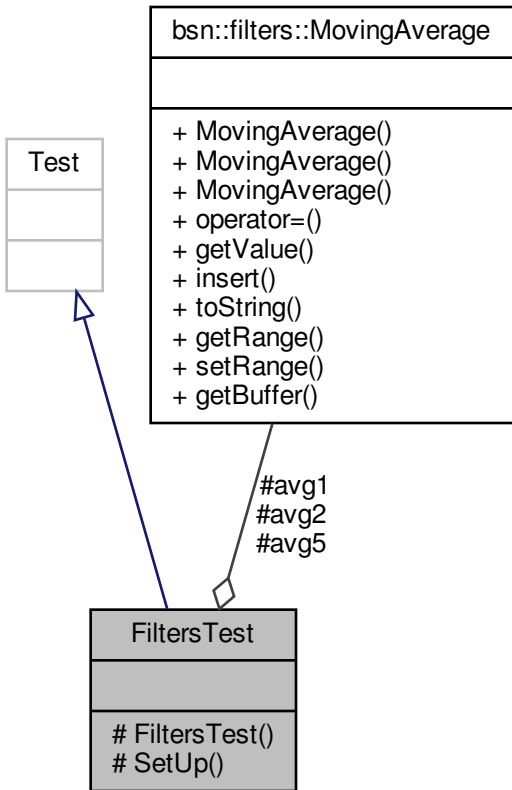 bsn::filters::MovingAverage
+ MovingAverage()
+ MovingAverage()
+ MovingAverage()
+ operator=()
+ getValue()
+ insert()
+ toString()
+ getRange()
+ setRange()
+ getBuffer()
Test
#avg1
#avg2
#avg5
FiltersTest
# FiltersTest()
# SetUp()